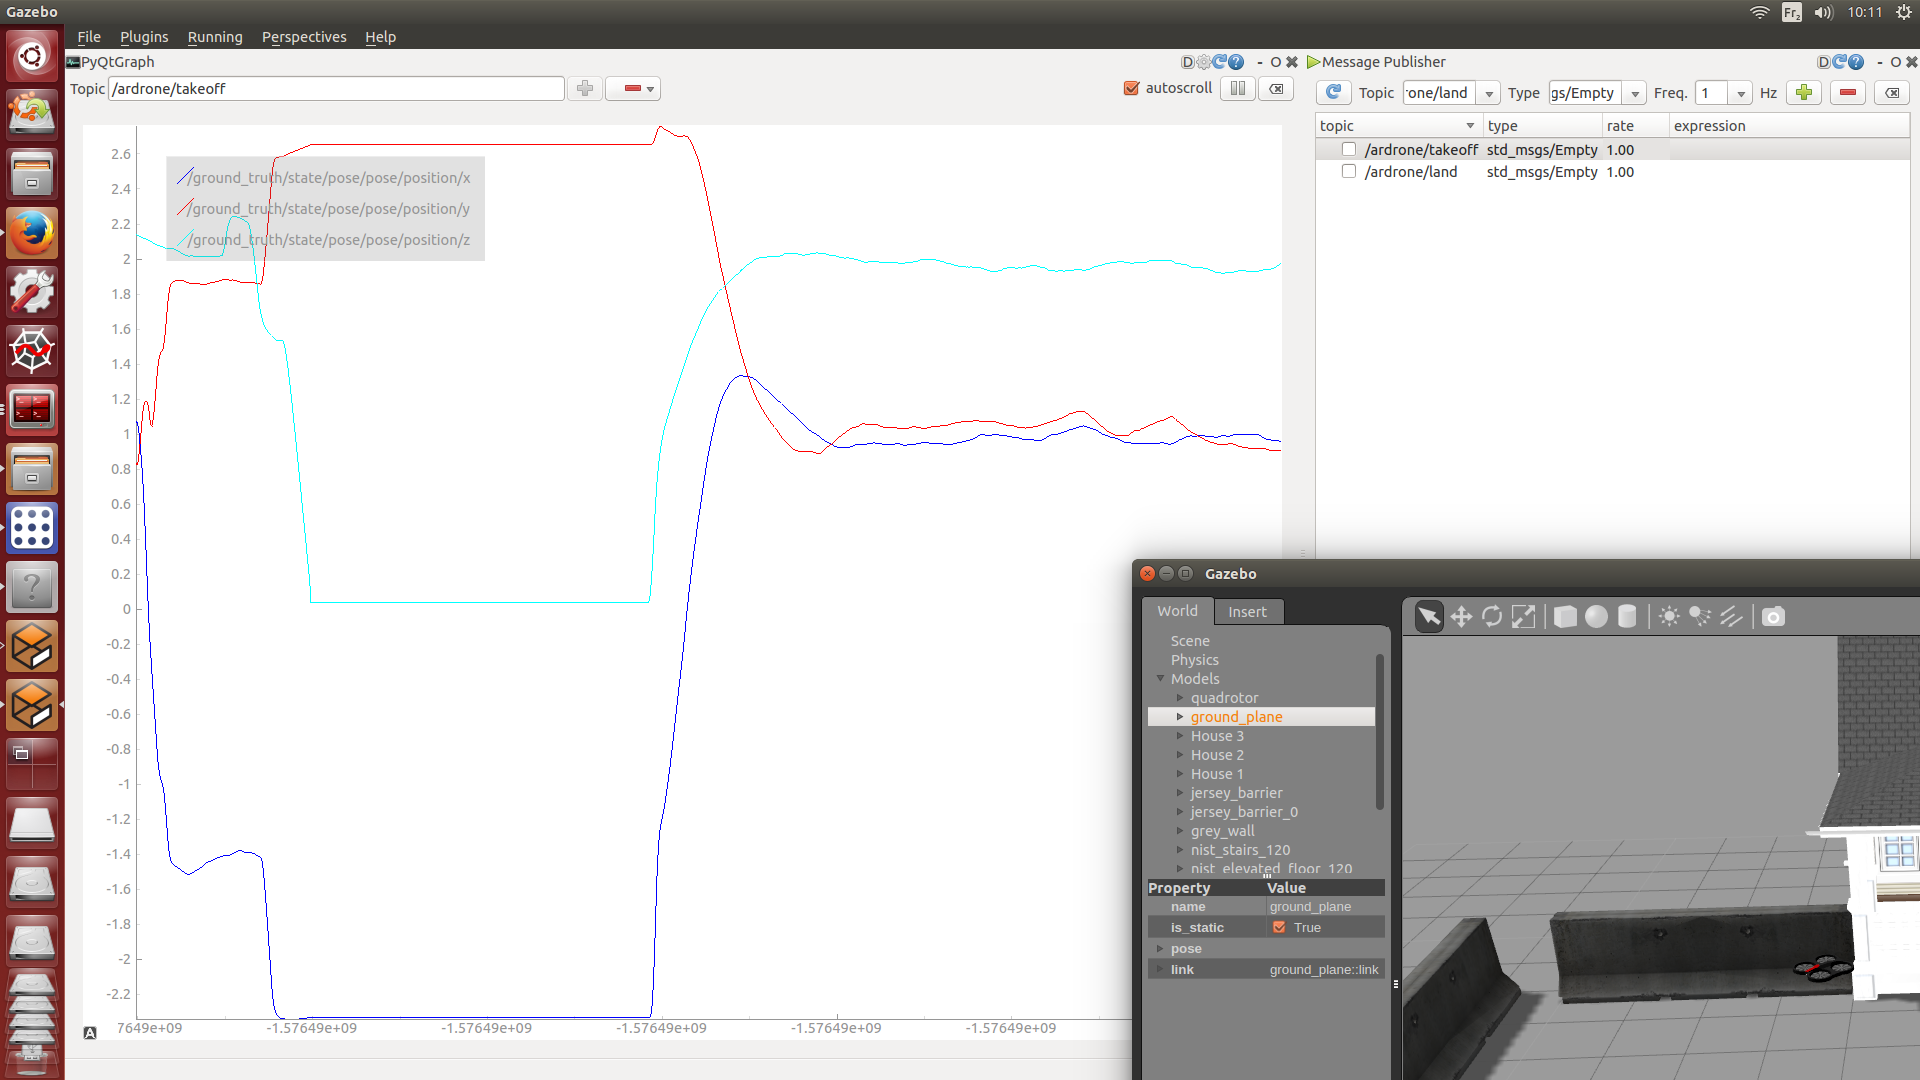 Gazebo
Fr2
10:11
File Plugins Running Perspectives Help
PyQtGraph
D
- O
Message Publisher
D
- O
Topic /ardrone/takeoff
autoscroll
Topic rone/land Type gs/Empty Freq. 1 Hz
topic type rate expression
/ardrone/takeoff std_msgs/Empty 1.00
/ardrone/land std_msgs/Empty 1.00
/ground_truth/state/pose/pose/position/x
/ground_truth/state/pose/pose/position/y
/ground_truth/state/pose/pose/position/z
2.6
2.4
2.2
2
1.8
1.6
1.4
1.2
1
0.8
0.6
0.4
0.2
0
-0.2
-0.4
-0.6
-0.8
-1
-1.2
-1.4
-1.6
-1.8
-2
-2.2
A
7649e+09 -1.57649e+09 -1.57649e+09 -1.57649e+09 -1.57649e+09 -1.57649e+09
Gazebo
World Insert
Scene
Physics
Models
quadrotor
ground_plane
House 3
House 2
House 1
jersey_barrier
jersey_barrier_0
grey_wall
nist_stairs_120
nist_elevated_floor_120
Property Value
name ground_plane
is_static True
pose
link ground_plane::link